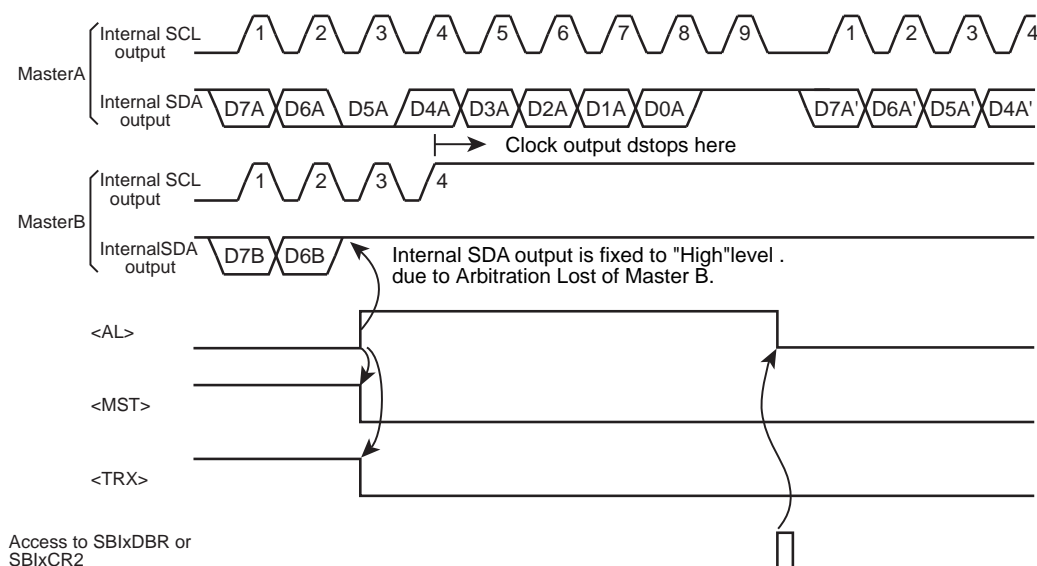 Internal SCL
output
1 2 3 4 5 6 7 8 9 1 2 3 4
MasterA
Internal SDA
output
D7A D6A D5A D4A D3A D2A D1A D0A D7A' D6A' D5A' D4A'
Clock output dstops here
Internal SCL
output
1 2 3 4
MasterB
InternalSDA
output
D7B D6B
Internal SDA output is fixed to "High"level .
due to Arbitration Lost of Master B.
<AL>
<MST>
<TRX>
Access to SBIxDBR or
SBIxCR2